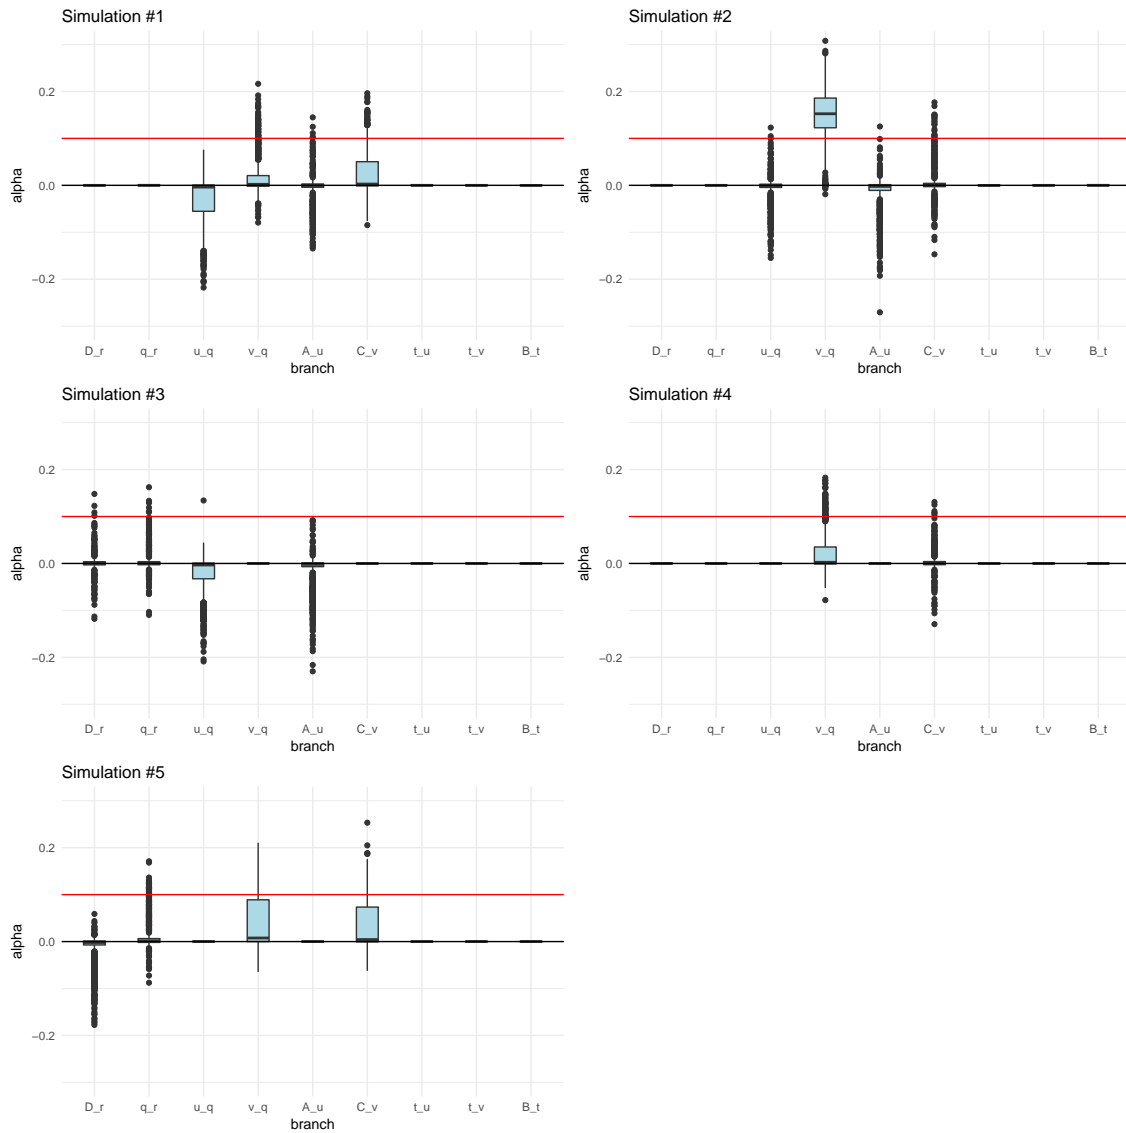 Simulation #1
alpha
0.2
0.0
−0.2
D_r q_r u_q v_q A_u C_v t_u t_v B_t
branch
Simulation #2
alpha
0.2
0.0
−0.2
D_r q_r u_q v_q A_u C_v t_u t_v B_t
branch
Simulation #3
alpha
0.2
0.0
−0.2
D_r q_r u_q v_q A_u C_v t_u t_v B_t
branch
Simulation #4
alpha
0.2
0.0
−0.2
D_r q_r u_q v_q A_u C_v t_u t_v B_t
branch
Simulation #5
alpha
0.2
0.0
−0.2
D_r q_r u_q v_q A_u C_v t_u t_v B_t
branch